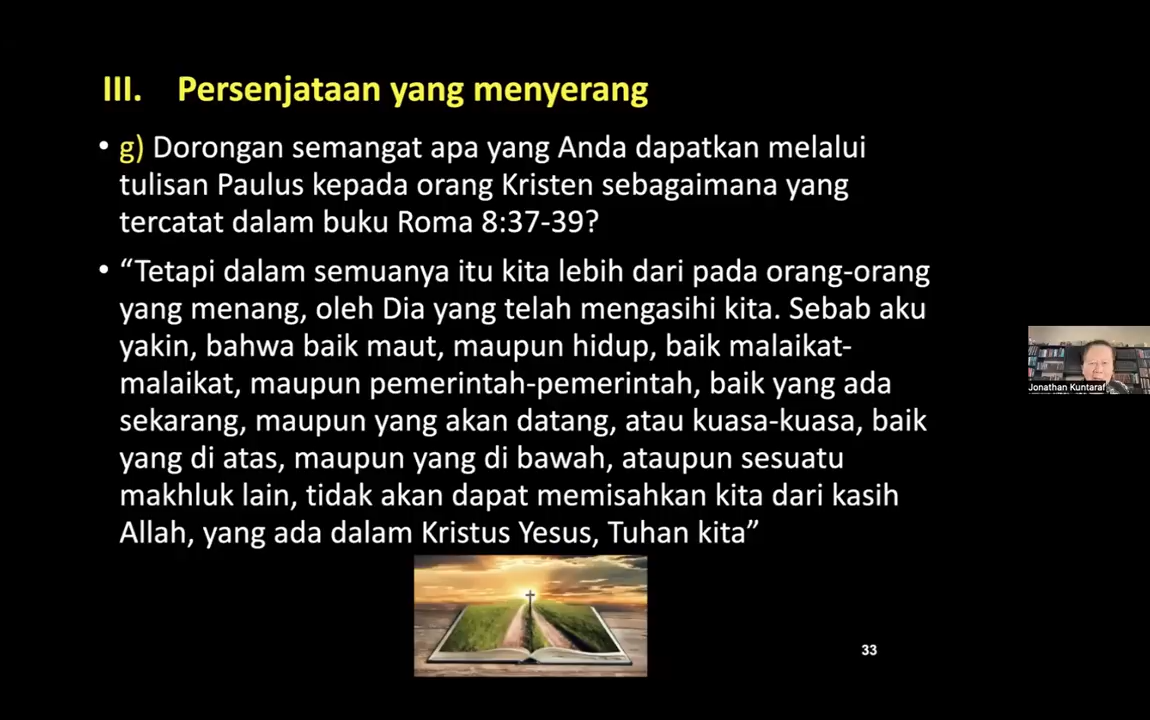 III. Persenjataan yang menyerang
• g) Dorongan semangat apa yang Anda dapatkan melalui
tulisan Paulus kepada orang Kristen sebagaimana yang
tercatat dalam buku Roma 8:37-39?
• “Tetapi dalam semuanya itu kita lebih dari pada orang-orang
yang menang, oleh Dia yang telah mengasihi kita. Sebab aku
yakin, bahwa baik maut, maupun hidup, baik malaikat-
malaikat, maupun pemerintah-pemerintah, baik yang ada
sekarang, maupun yang akan datang, atau kuasa-kuasa, baik
yang di atas, maupun yang di bawah, ataupun sesuatu
makhluk lain, tidak akan dapat memisahkan kita dari kasih
Allah, yang ada dalam Kristus Yesus, Tuhan kita”
Jonathan Kuntaraf
33